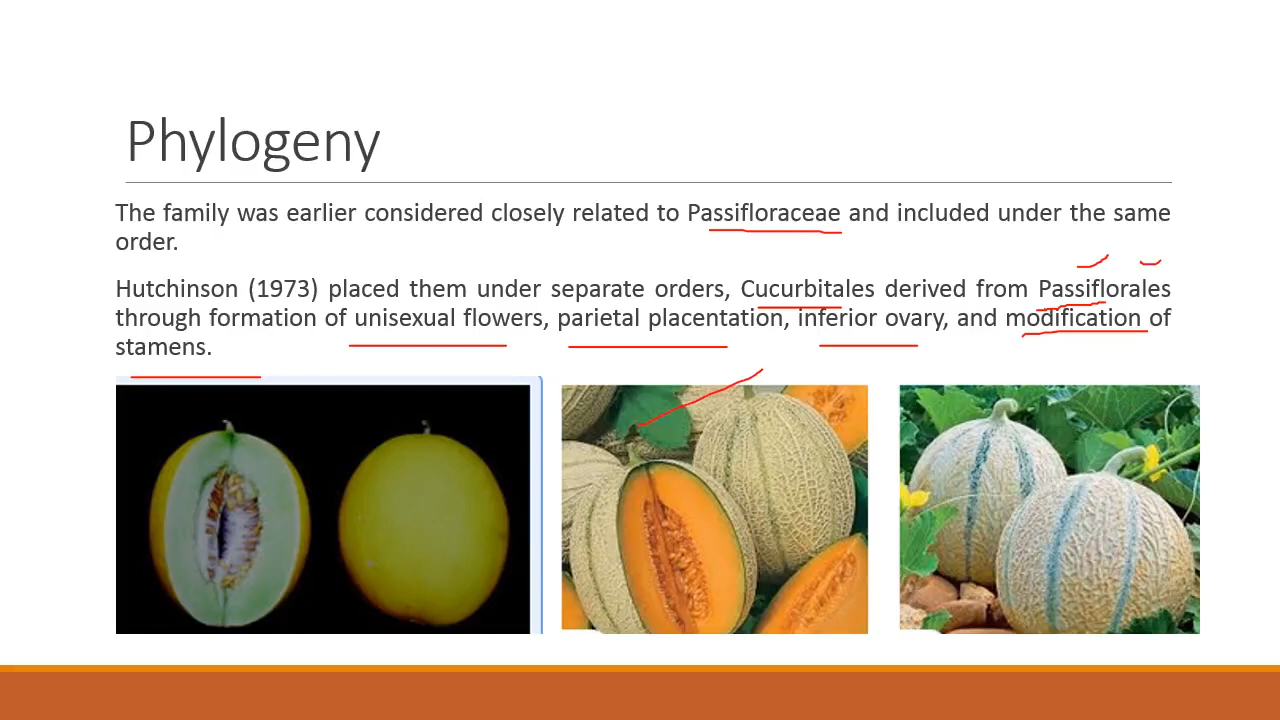 Phylogeny
The family was earlier considered closely related to Passifloraceae and included under the same
order.
Hutchinson (1973) placed them under separate orders, Cucurbitales derived from Passiflorales
through formation of unisexual flowers, parietal placentation, inferior ovary, and modification of
stamens.